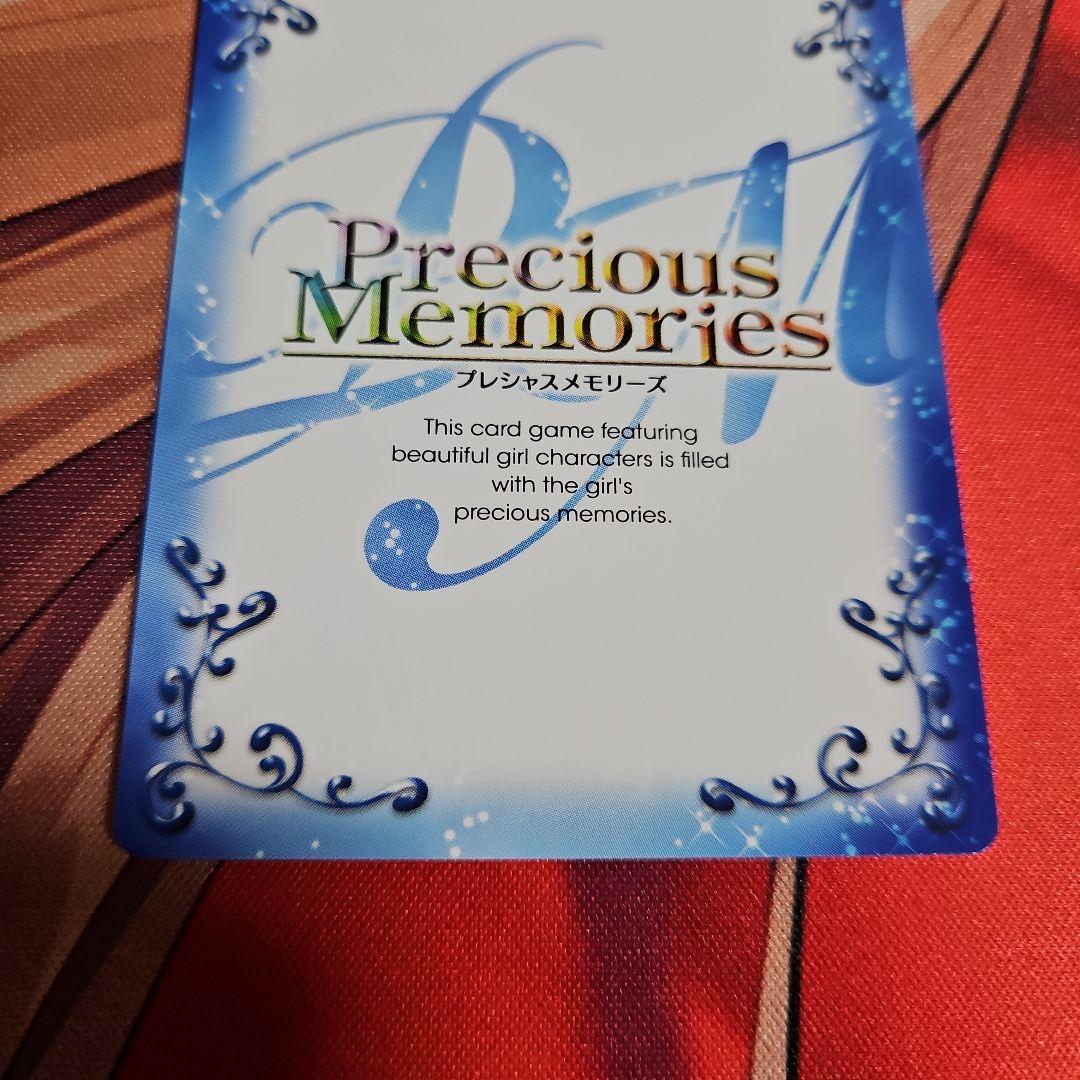 Precious
Memories
プレシャスメモリーズ
This card game featuring
beautiful girl characters is filled
with the girl's
precious memories.